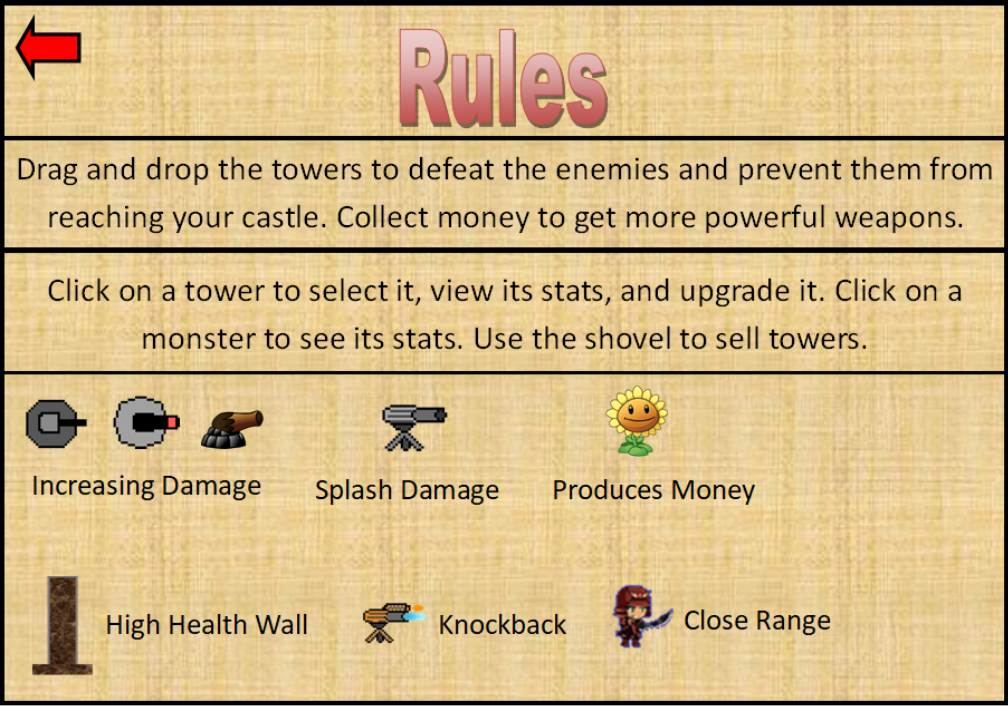 Rules
Drag and drop the towers to defeat the enemies and prevent them from
reaching your castle. Collect money to get more powerful weapons.
Click on a tower to select it, view its stats, and upgrade it. Click on a
monster to see its stats. Use the shovel to sell towers.
Increasing Damage
Splash Damage
Produces Money
High Health Wall
Knockback
Close Range